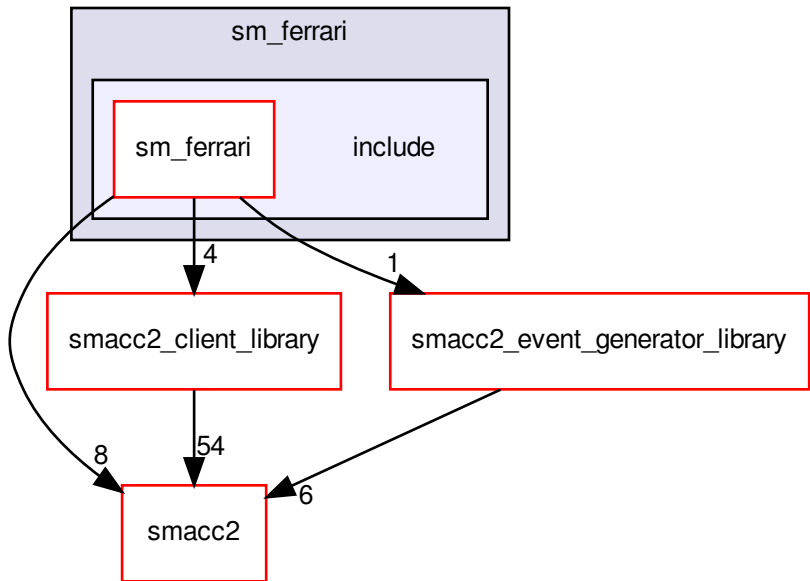 sm_ferrari
sm_ferrari
include
4
1
smacc2_client_library
smacc2_event_generator_library
8
54
6
smacc2